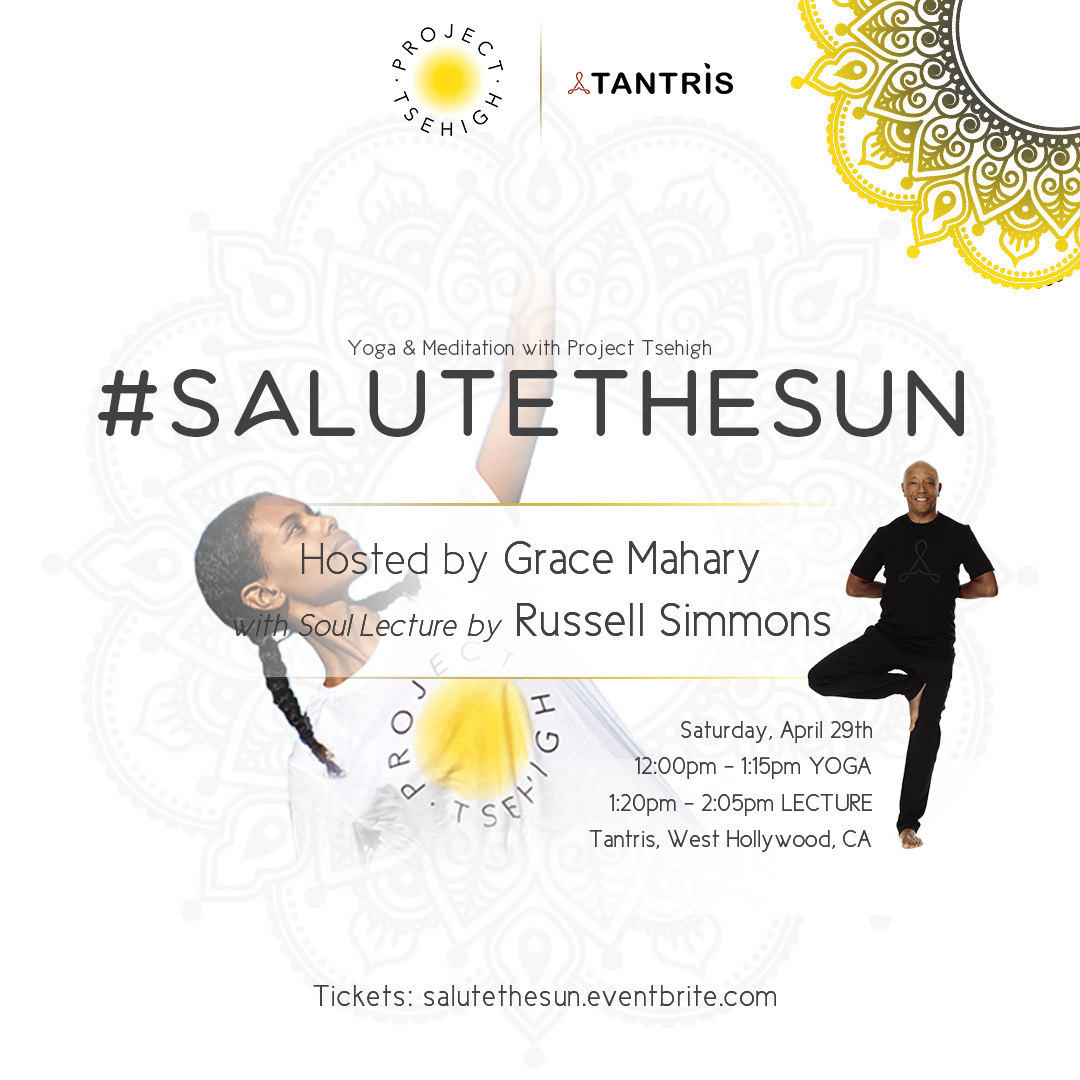 · PROJECT · TSEHIGH
TANTRIS
Yoga & Meditation with Project Tsehigh
#SALUTETHESUN
Hosted by Grace Mahary
with Soul Lecture by Russell Simmons
PROJECT · TSEHIGH
Saturday, April 29th
12:00pm - 1:15pm YOGA
1:20pm - 2:05pm LECTURE
Tantris, West Hollywood, CA
Tickets: salutethesun.eventbrite.com